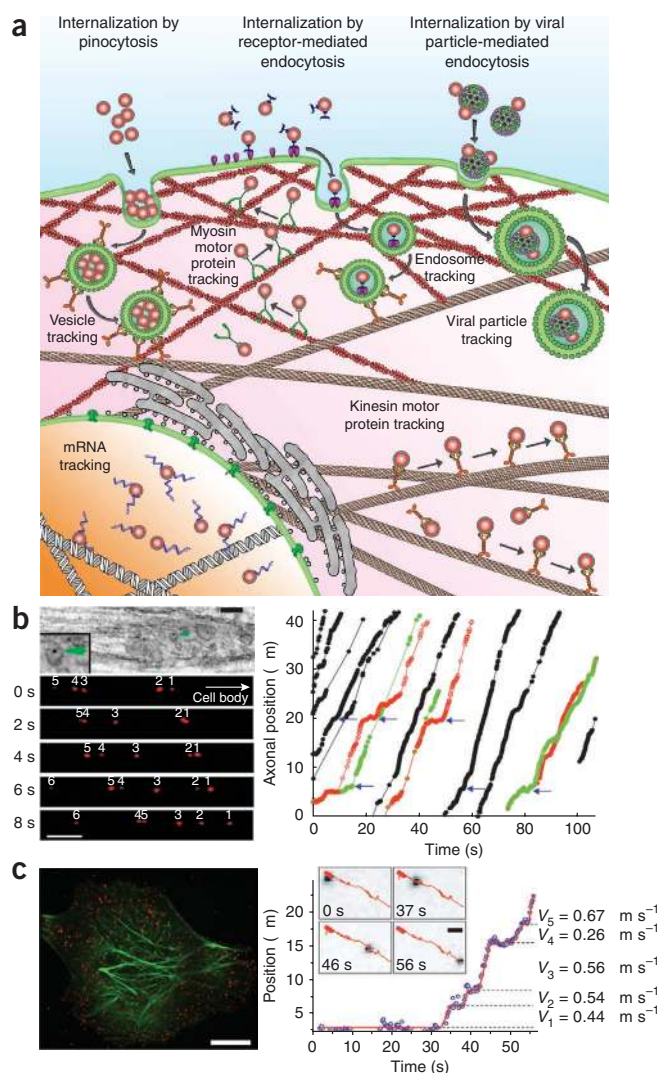 a
Internalization by
pinocytosis
Internalization by
receptor-mediated
endocytosis
Internalization by viral
particle-mediated
endocytosis
Myosin
motor
protein
tracking
Endosome
tracking
Vesicle
tracking
Viral particle
tracking
Kinesin motor
protein tracking
mRNA
tracking
b
0 s
5 4 3 2 1
Cell body
2 s
54 3 21
4 s
5 4 3 21
6 s
6 5 4 3 2 1
8 s
6 45 3 2 1
Axonal position ( m)
40
30
20
10
0
0 20 40 60 80 100
Time (s)
c
Position ( m)
20
15
10
5
0 s
37 s
46 s
56 s
V5 = 0.67 m s−1
V4 = 0.26 m s−1
V3 = 0.56 m s−1
V2 = 0.54 m s−1
V1 = 0.44 m s−1
0 10 20 30 40 50
Time (s)